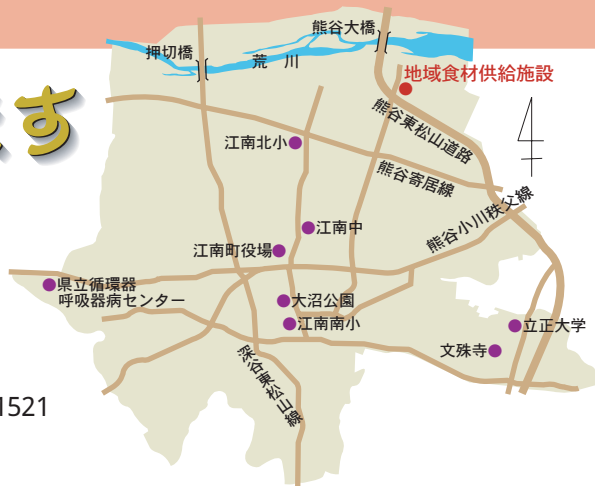 熊谷大橋
押切橋
荒川
地域食材供給施設
ます
熊谷東松山道路
江南北小
熊谷寄居線
熊谷小川秩父線
江南中
江南町役場
県立循環器
呼吸器病センター
大沼公園
江南南小
立正大学
文殊寺
深谷東松山線
1521